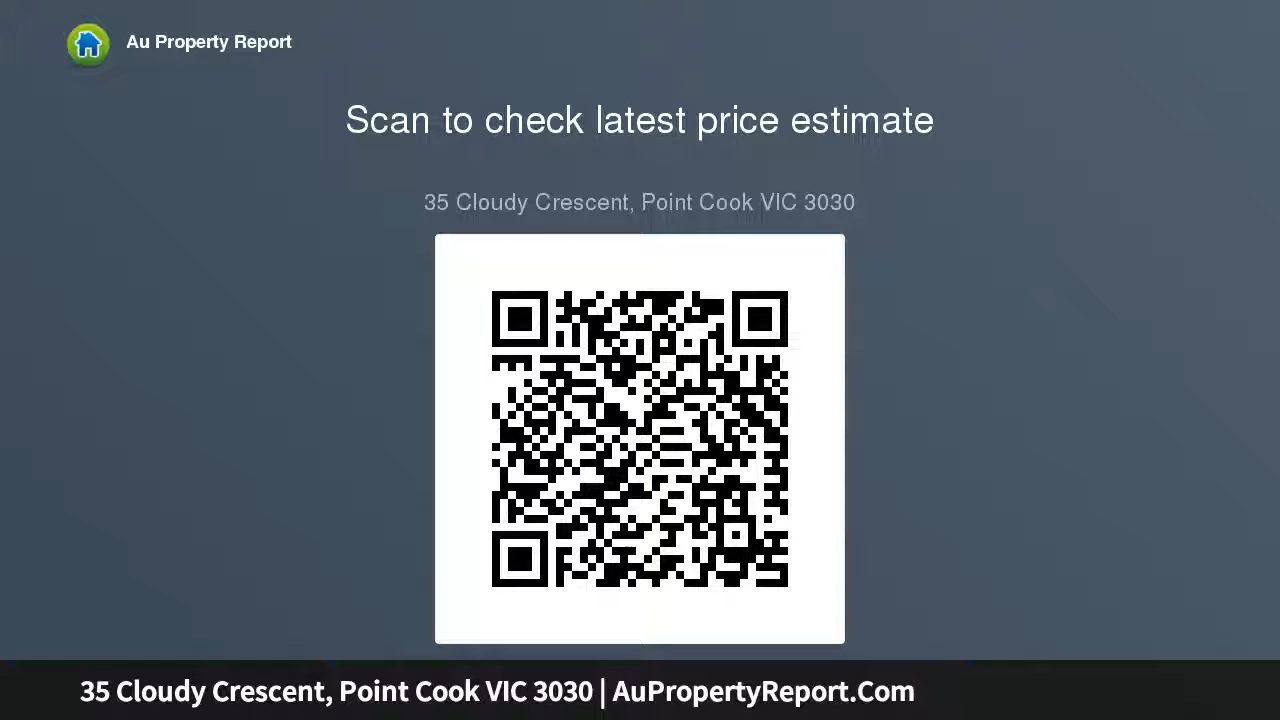 Au Property Report
Scan to check latest price estimate
35 Cloudy Crescent, Point Cook VIC 3030
35 Cloudy Crescent, Point Cook VIC 3030 | AuPropertyReport.Com